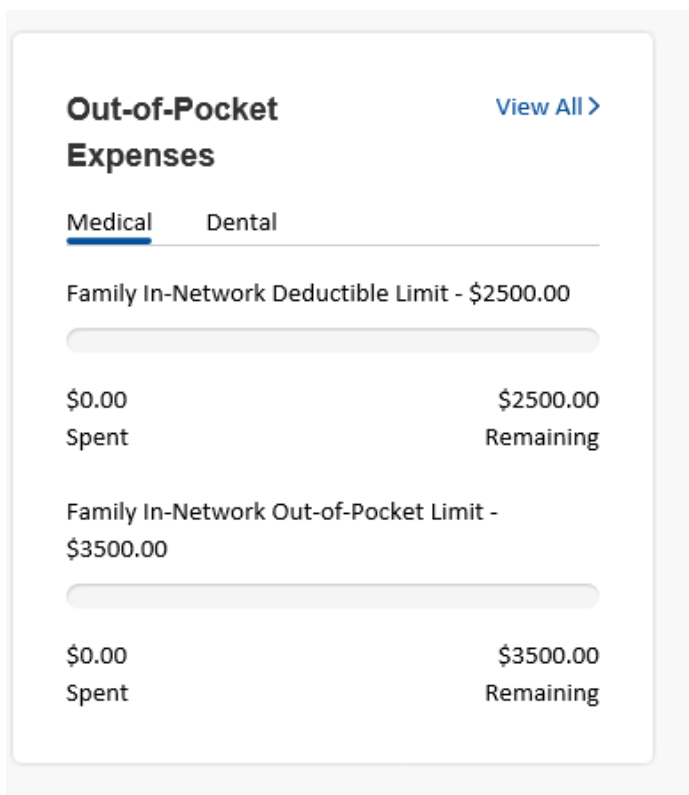 Out-of-Pocket
Expenses
View All
Medical Dental
Family In-Network Deductible Limit - $2500.00
$0.00 $2500.00
Spent Remaining
Family In-Network Out-of-Pocket Limit -
$3500.00
$0.00 $3500.00
Spent Remaining